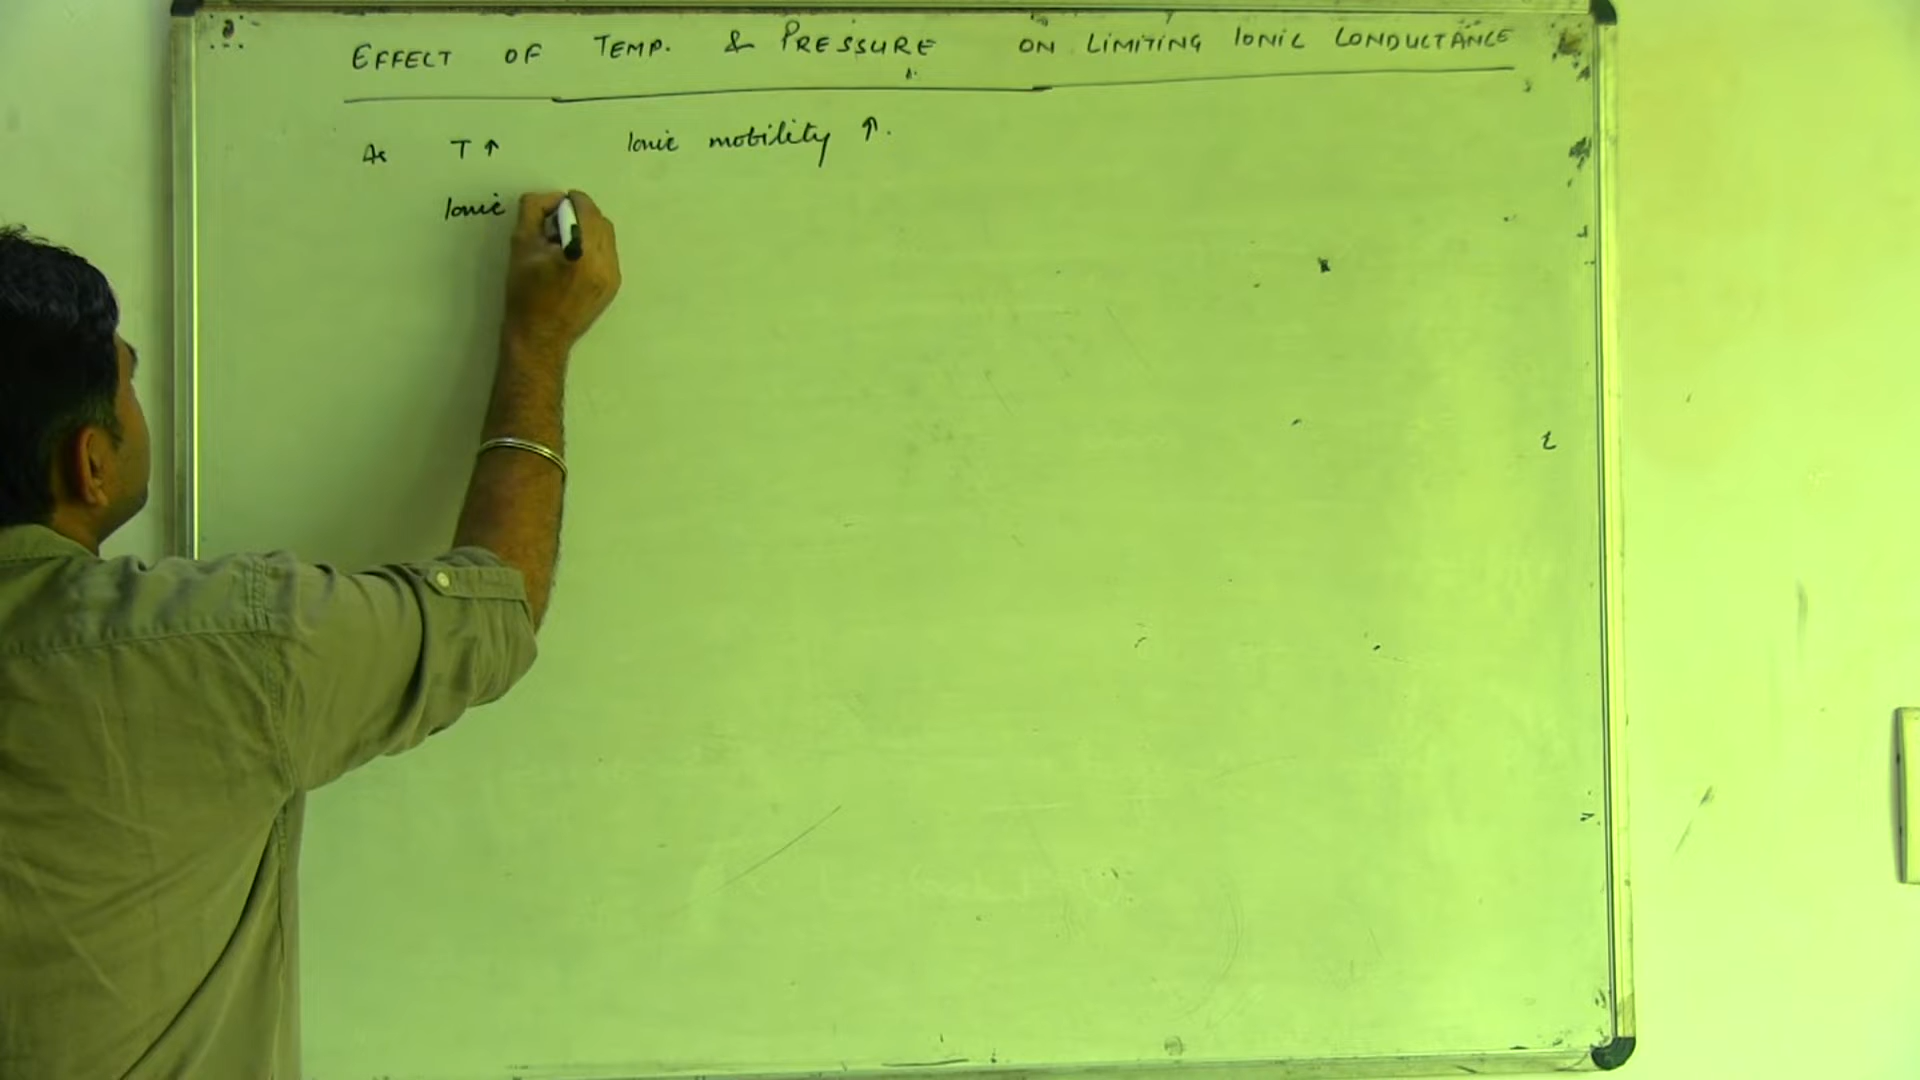 EFFECT OF TEMP. & PRESSURE ON LIMITING IONIC CONDUCTANCE
As T↑ Ionic mobility ↑.
Ionic